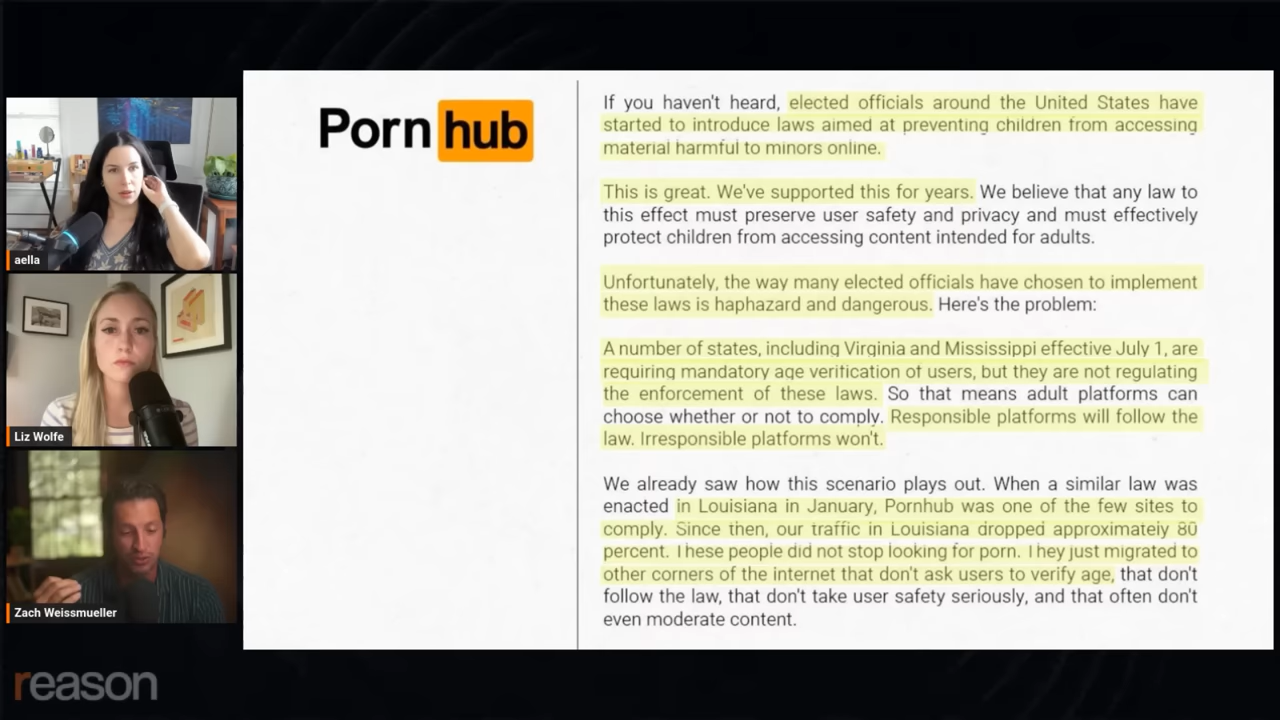 aella
Liz Wolfe
Zach Weissmueller
reason
Pornhub
If you haven't heard, elected officials around the United States have
started to introduce laws aimed at preventing children from accessing
material harmful to minors online.
This is great. We've supported this for years. We believe that any law to
this effect must preserve user safety and privacy and must effectively
protect children from accessing content intended for adults.
Unfortunately, the way many elected officials have chosen to implement
these laws is haphazard and dangerous. Here's the problem:
A number of states, including Virginia and Mississippi effective July 1, are
requiring mandatory age verification of users, but they are not regulating
the enforcement of these laws. So that means adult platforms can
choose whether or not to comply. Responsible platforms will follow the
law. Irresponsible platforms won't.
We already saw how this scenario plays out. When a similar law was
enacted in Louisiana in January, Pornhub was one of the few sites to
comply. Since then, our traffic in Louisiana dropped approximately 80
percent. These people did not stop looking for porn. They just migrated to
other corners of the internet that don't ask users to verify age, that don't
follow the law, that don't take user safety seriously, and that often don't
even moderate content.